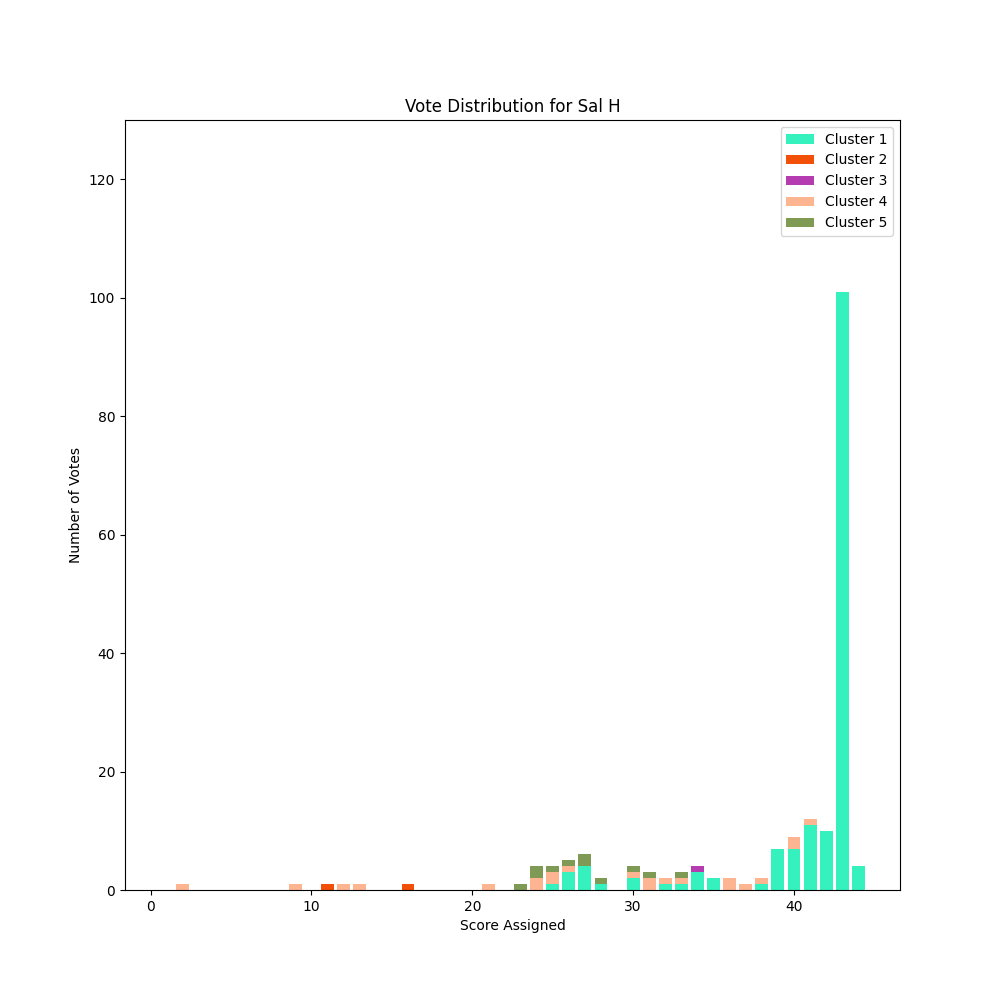 Vote Distribution for Sal H
Cluster 1
Cluster 2
Cluster 3
Cluster 4
Cluster 5
120
100
80
60
40
20
0
Number of Votes
0 10 20 30 40
Score Assigned